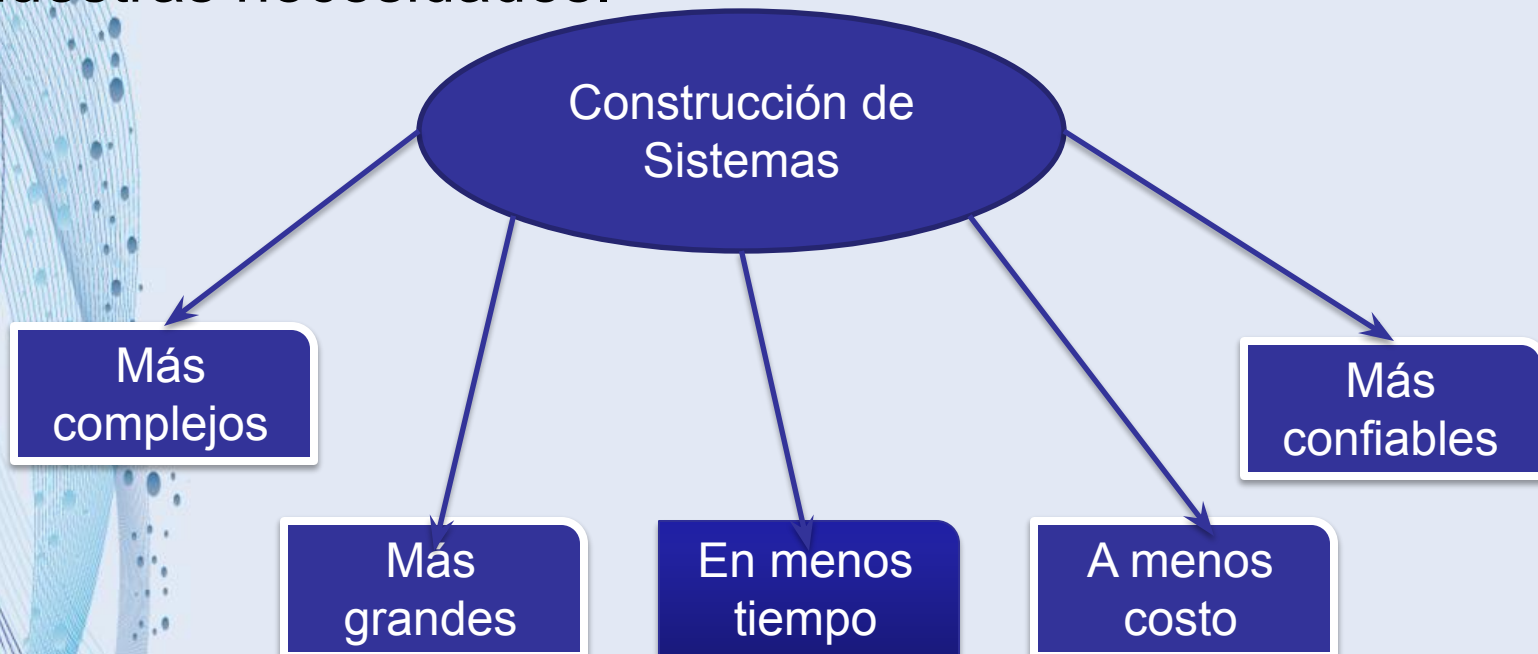 Construcción de
Sistemas
Más
complejos
Más
confiables
Más
grandes
En menos
tiempo
A menos
costo